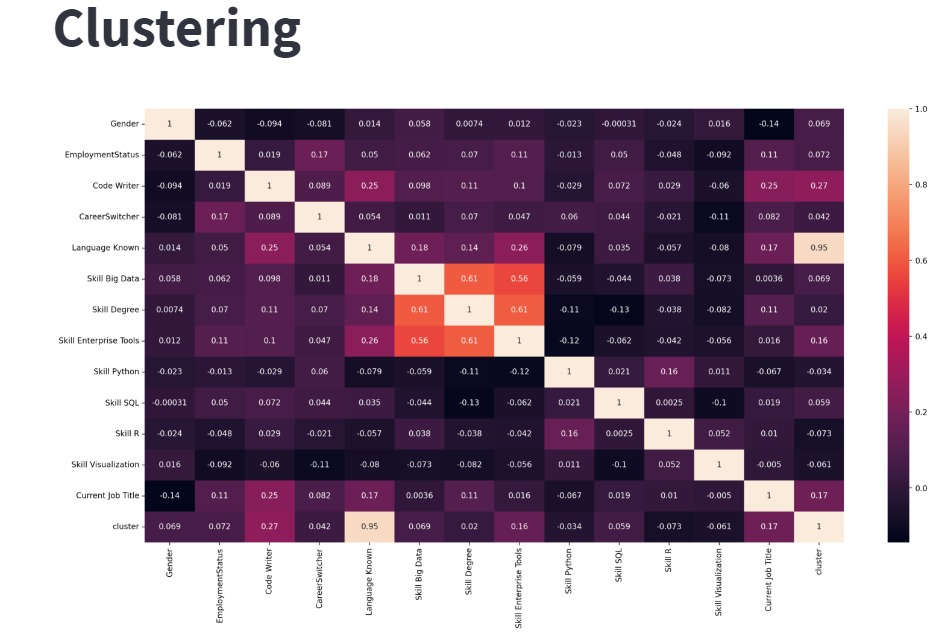 Clustering
Gender 1 -0.062 -0.094 -0.081 0.014 0.058 0.0074 0.012 -0.023 -0.00031 -0.024 0.016 -0.14 0.069
EmploymentStatus -0.062 1 0.019 0.17 0.05 0.062 0.07 0.11 -0.013 0.05 -0.048 -0.092 0.11 0.072
Code Writer -0.094 0.019 1 0.089 0.25 0.098 0.11 0.1 -0.029 0.072 0.029 -0.06 0.25 0.27
CareerSwitcher -0.081 0.17 0.089 1 0.054 0.011 0.07 0.047 0.06 0.044 -0.021 -0.11 0.082 0.042
Language Known 0.014 0.05 0.25 0.054 1 0.18 0.14 0.26 -0.079 0.035 -0.057 -0.08 0.17 0.95
Skill Big Data 0.058 0.062 0.098 0.011 0.18 1 0.61 0.56 -0.059 -0.044 0.038 -0.073 0.0036 0.069
Skill Degree 0.0074 0.07 0.11 0.07 0.14 0.61 1 0.61 -0.11 -0.13 -0.038 -0.082 0.11 0.02
Skill Enterprise Tools 0.012 0.11 0.1 0.047 0.26 0.56 0.61 1 -0.12 -0.062 -0.042 -0.056 0.016 0.16
Skill Python -0.023 -0.013 -0.029 0.06 -0.079 -0.059 -0.11 -0.12 1 0.021 0.16 0.011 -0.067 -0.034
Skill SQL -0.00031 0.05 0.072 0.044 0.035 -0.044 -0.13 -0.062 0.021 1 0.0025 -0.1 0.019 0.059
Skill R -0.024 -0.048 0.029 -0.021 -0.057 0.038 -0.038 -0.042 0.16 0.0025 1 0.052 0.01 -0.073
Skill Visualization 0.016 -0.092 -0.06 -0.11 -0.08 -0.073 -0.082 -0.056 0.011 -0.1 0.052 1 -0.005 -0.061
Current Job Title -0.14 0.11 0.25 0.082 0.17 0.0036 0.11 0.016 -0.067 0.019 0.01 -0.005 1 0.17
cluster 0.069 0.072 0.27 0.042 0.95 0.069 0.02 0.16 -0.034 0.059 -0.073 -0.061 0.17 1
Gender
EmploymentStatus
Code Writer
CareerSwitcher
Language Known
Skill Big Data
Skill Degree
Skill Enterprise Tools
Skill Python
Skill SQL
Skill R
Skill Visualization
Current Job Title
cluster
1.0
0.8
0.6
0.4
0.2
0.0